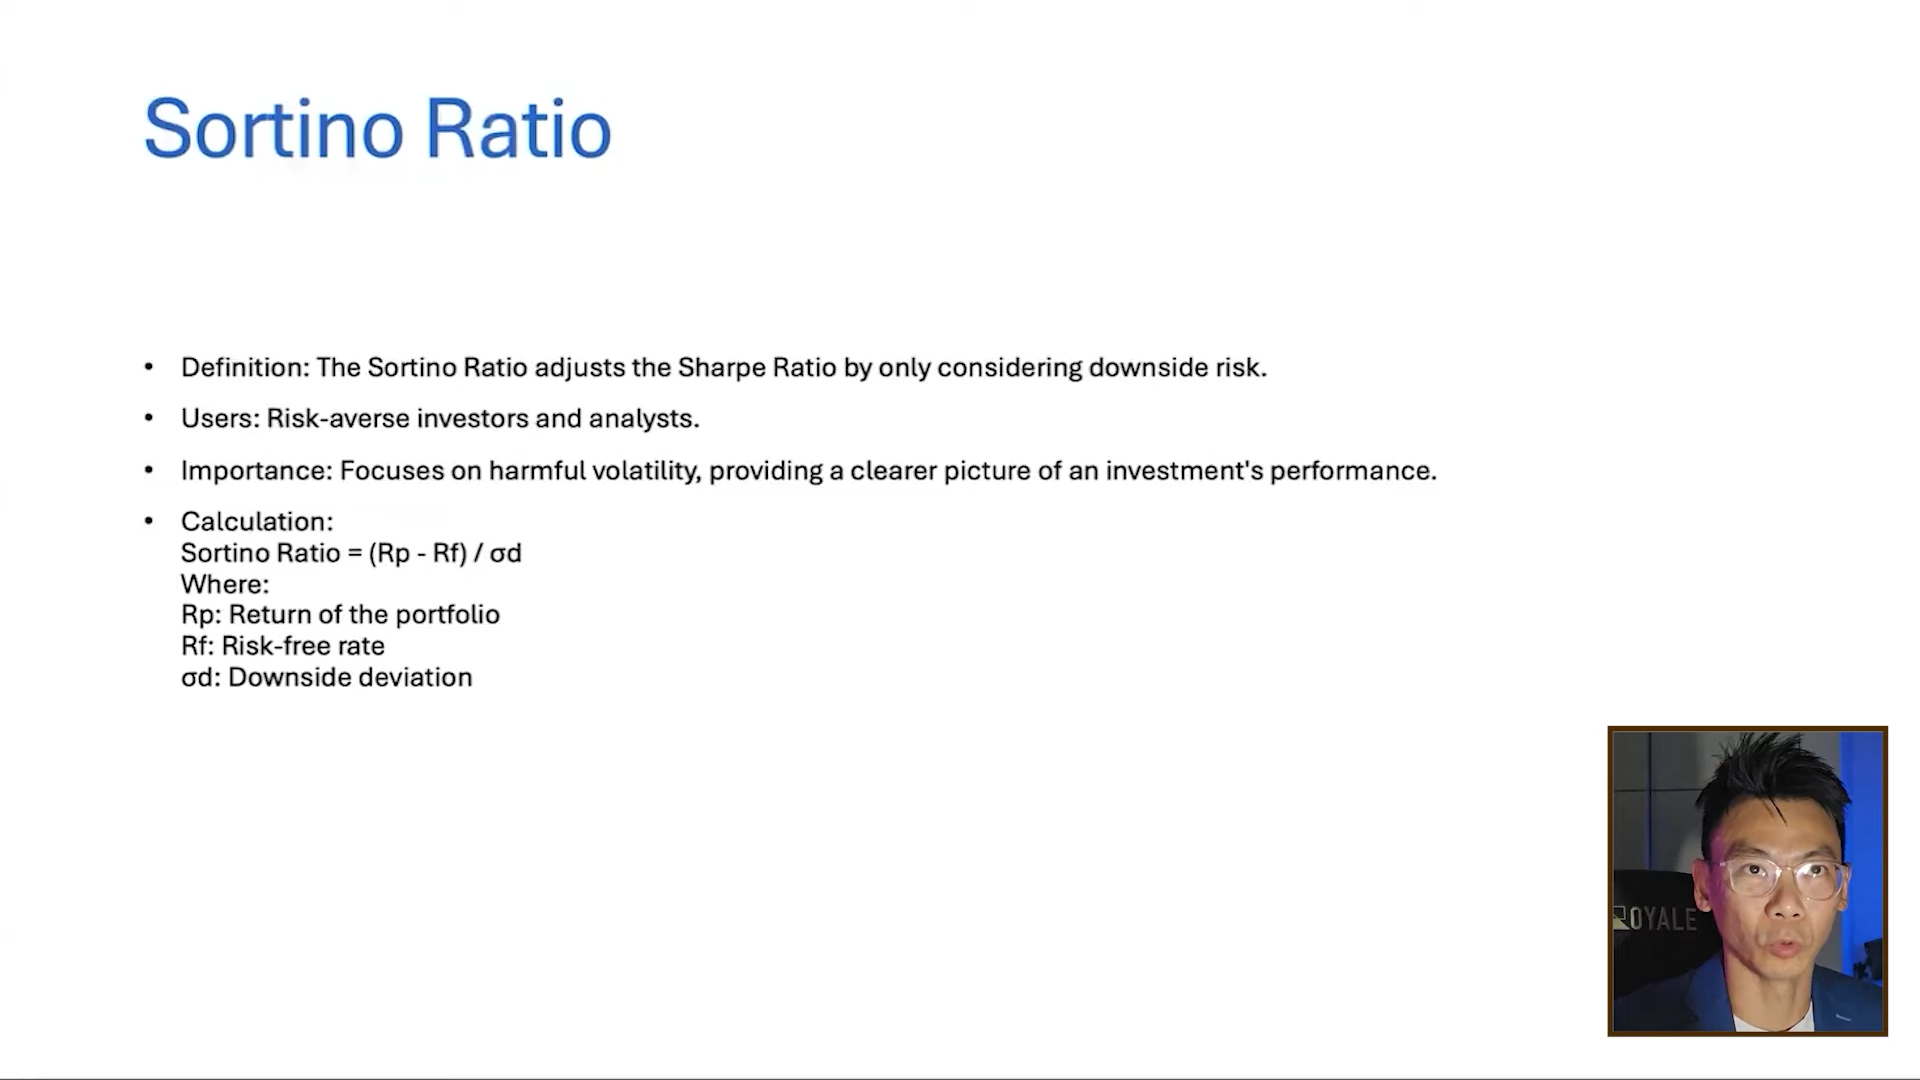 Sortino Ratio
• Definition: The Sortino Ratio adjusts the Sharpe Ratio by only considering downside risk.
• Users: Risk-averse investors and analysts.
• Importance: Focuses on harmful volatility, providing a clearer picture of an investment's performance.
• Calculation:
Sortino Ratio = (Rp - Rf) / σd
Where:
Rp: Return of the portfolio
Rf: Risk-free rate
σd: Downside deviation
ROYALE